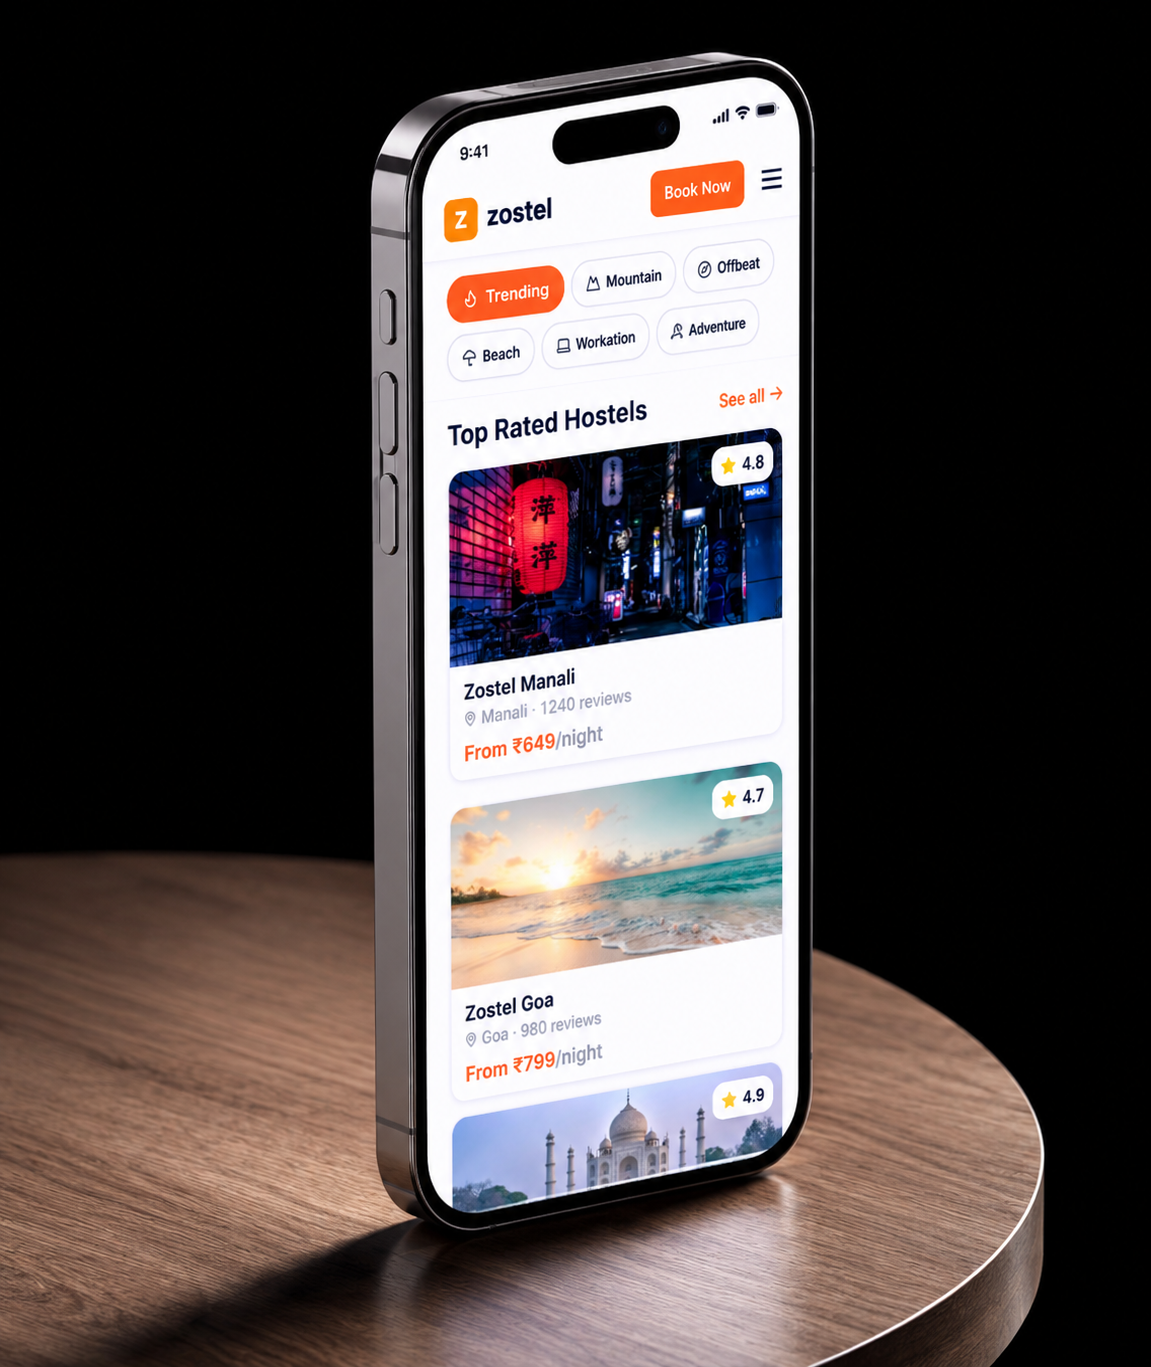 9:41
Z zostel
Book Now
Trending
Mountain
Offbeat
Beach
Workation
Adventure
Top Rated Hostels
See all →
4.8
Zostel Manali
Manali · 1240 reviews
From ₹649/night
4.7
Zostel Goa
Goa · 980 reviews
From ₹799/night
4.9